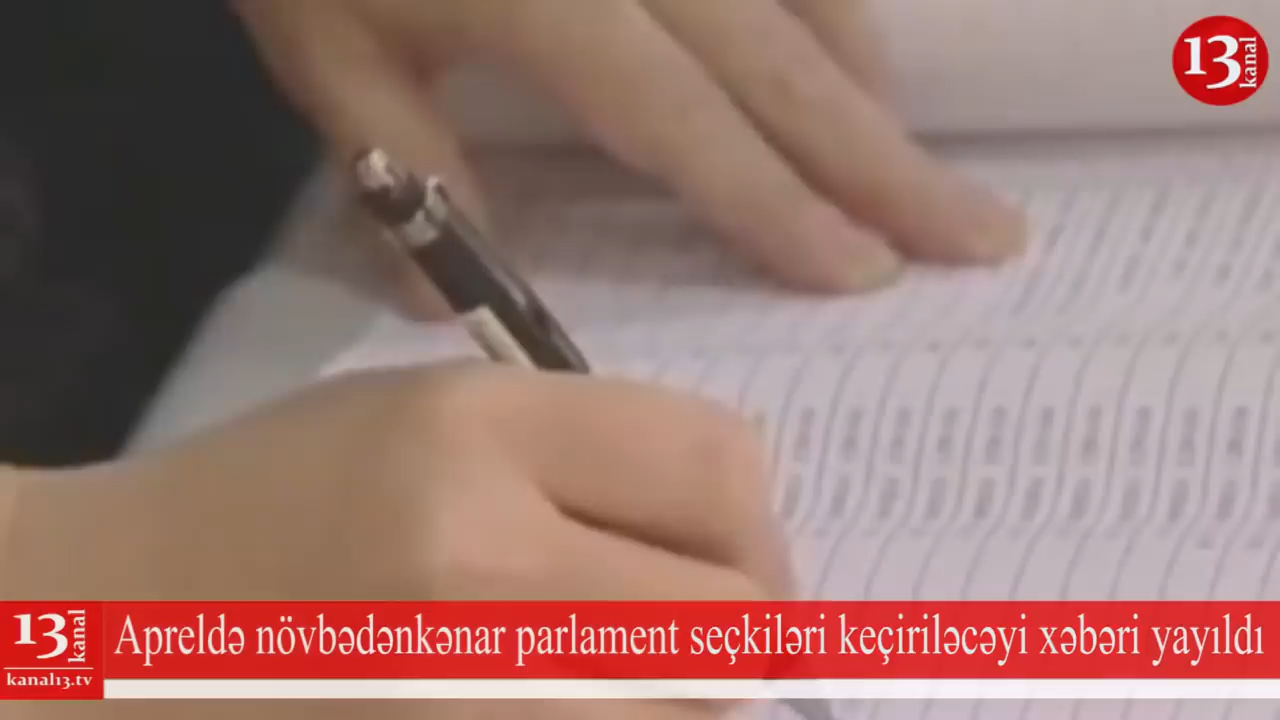 13 kanal
13 kanal
kanal13.tv
Apreldə növbədənkənar parlament seçkiləri keçiriləcəyi xəbəri yayıldı